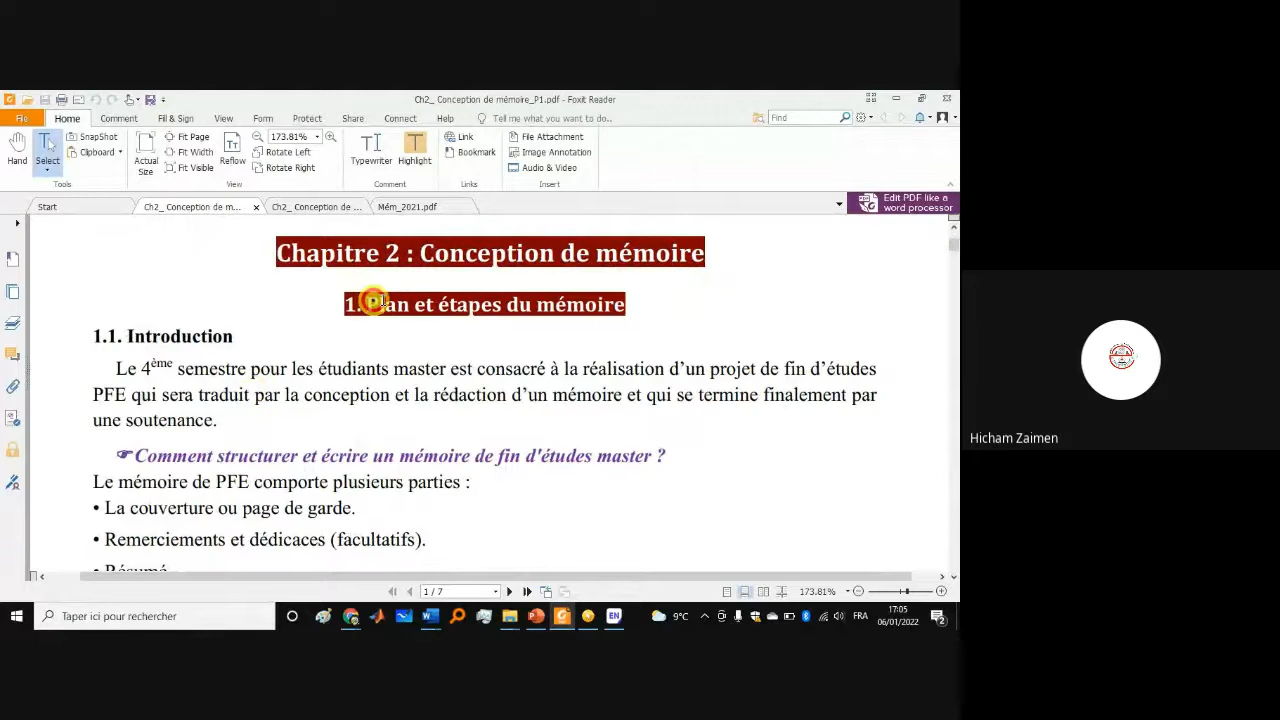 Ch2_ Conception de mémoire_P1.pdf - Foxit Reader
File Home Comment Fill & Sign View Form Protect Share Connect Help Tell me what you want to do.. Find
Hand
Select
SnapShot
Clipboard
Tools
Actual Size
Fit Page
Fit Width
Fit Visible
Reflow
173.81%
Rotate Left
Rotate Right
View
Typewriter
Highlight
Comment
Link
Bookmark
Links
File Attachment
Image Annotation
Audio & Video
Insert
Start
Ch2_ Conception de m...
Ch2_ Conception de ...
Mém_2021.pdf
Edit PDF like a
word processor
Chapitre 2 : Conception de mémoire
1. Plan et étapes du mémoire
1.1. Introduction
Le 4ème semestre pour les étudiants master est consacré à la réalisation d’un projet de fin d’études
PFE qui sera traduit par la conception et la rédaction d’un mémoire et qui se termine finalement par
une soutenance.
☞Comment structurer et écrire un mémoire de fin d'études master ?
Le mémoire de PFE comporte plusieurs parties :
• La couverture ou page de garde.
• Remerciements et dédicaces (facultatifs).
• Résumé
1 / 7
173.81%
Taper ici pour rechercher
EN
9°C
FRA
17:05
06/01/2022
2
Hicham Zaimen